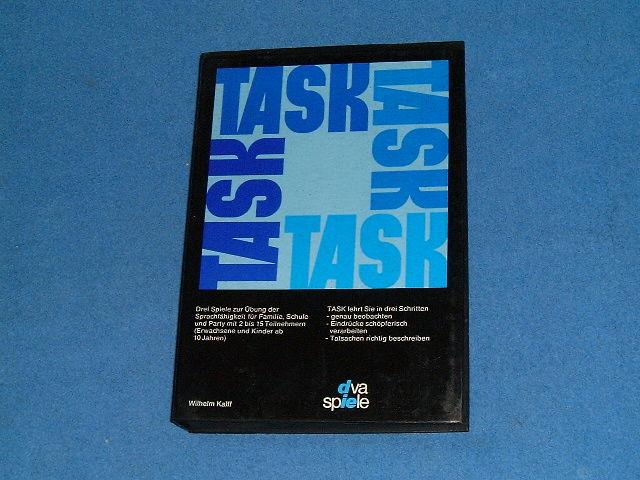 TASK
TASK
TASK
TASK
Drei Spiele zur Übung der
Sprachfähigkeit für Familie, Schule
und Party mit 2 bis 15 Teilnehmern
(Erwachsene und Kinder ab
10 Jahren)
TASK lehrt Sie in drei Schritten
- genau beobachten
- Eindrücke schöpferisch
verarbeiten
- Tatsachen richtig beschreiben
Wilhelm Kalff
dva
spiele